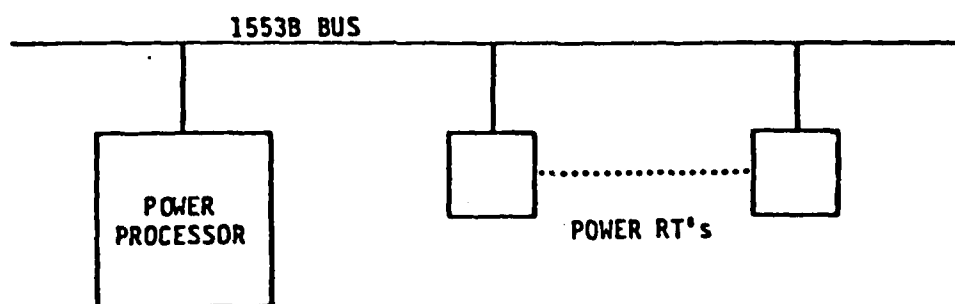 1553B BUS
POWER
PROCESSOR
POWER RT's